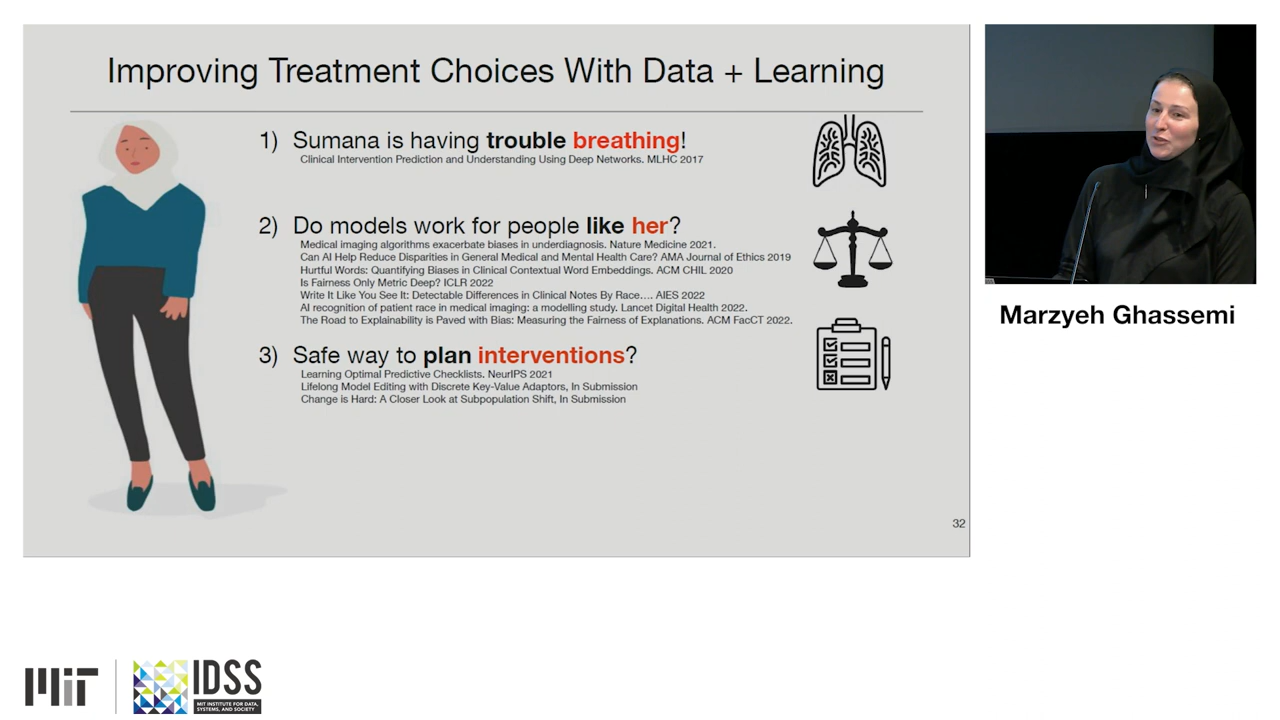 Improving Treatment Choices With Data + Learning
1) Sumana is having trouble breathing!
Clinical Intervention Prediction and Understanding Using Deep Networks. MLHC 2017
2) Do models work for people like her?
Medical imaging algorithms exacerbate biases in underdiagnosis. Nature Medicine 2021.
Can AI Help Reduce Disparities in General Medical and Mental Health Care? AMA Journal of Ethics 2019
Hurtful Words: Quantifying Biases in Clinical Contextual Word Embeddings. ACM CHIL 2020
Is Fairness Only Metric Deep? ICLR 2022
Write It Like You See It: Detectable Differences in Clinical Notes By Race.... AIES 2022
AI recognition of patient race in medical imaging: a modelling study. Lancet Digital Health 2022.
The Road to Explainability is Paved with Bias: Measuring the Fairness of Explanations. ACM FacCT 2022.
3) Safe way to plan interventions?
Learning Optimal Predictive Checklists. NeurIPS 2021
Lifelong Model Editing with Discrete Key-Value Adaptors, In Submission
Change is Hard: A Closer Look at Subpopulation Shift, In Submission
32
Marzyeh Ghassemi
MIT
IDSS
MIT INSTITUTE FOR DATA,
SYSTEMS, AND SOCIETY